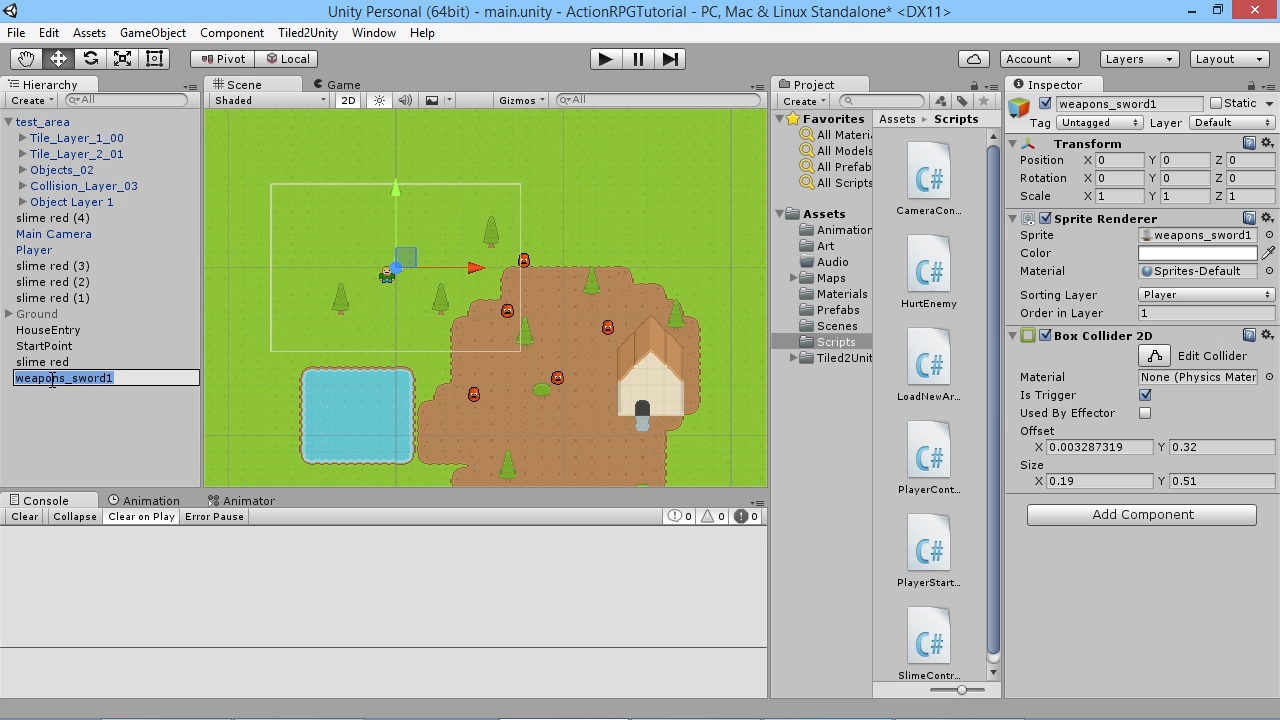 Unity Personal (64bit) - main.unity - ActionRPGTutorial - PC, Mac & Linux Standalone* <DX11>
File Edit Assets GameObject Component Tiled2Unity Window Help
Pivot Local Account Layers Layout
Hierarchy
Create All
test_area
Tile_Layer_1_00
Tile_Layer_2_01
Objects_02
Collision_Layer_03
Object Layer 1
slime red (4)
Main Camera
Player
slime red (3)
slime red (2)
slime red (1)
Ground
HouseEntry
StartPoint
slime red
weapons_sword1
Scene Game
Shaded 2D Gizmos All
Console Animation Animator
Clear Collapse Clear on Play Error Pause 0 0 0
Project
Create
Favorites
All Materi
All Models
All Prefab
All Scripts
Assets
Animation
Art
Audio
Maps
Materials
Prefabs
Scenes
Scripts
Tiled2Unit
Assets Scripts
C#
CameraCon...
C#
HurtEnemy
C#
LoadNewAr...
C#
PlayerCont...
C#
PlayerStart...
C#
SlimeContr...
Inspector
weapons_sword1 Static
Tag Untagged Layer Default
Transform
Position X 0 Y 0 Z 0
Rotation X 0 Y 0 Z 0
Scale X 1 Y 1 Z 1
Sprite Renderer
Sprite weapons_sword1
Color
Material Sprites-Default
Sorting Layer Player
Order in Layer 1
Box Collider 2D
Edit Collider
Material None (Physics Mater
Is Trigger
Used By Effector
Offset
X 0.003287319 Y 0.32
Size
X 0.19 Y 0.51
Add Component